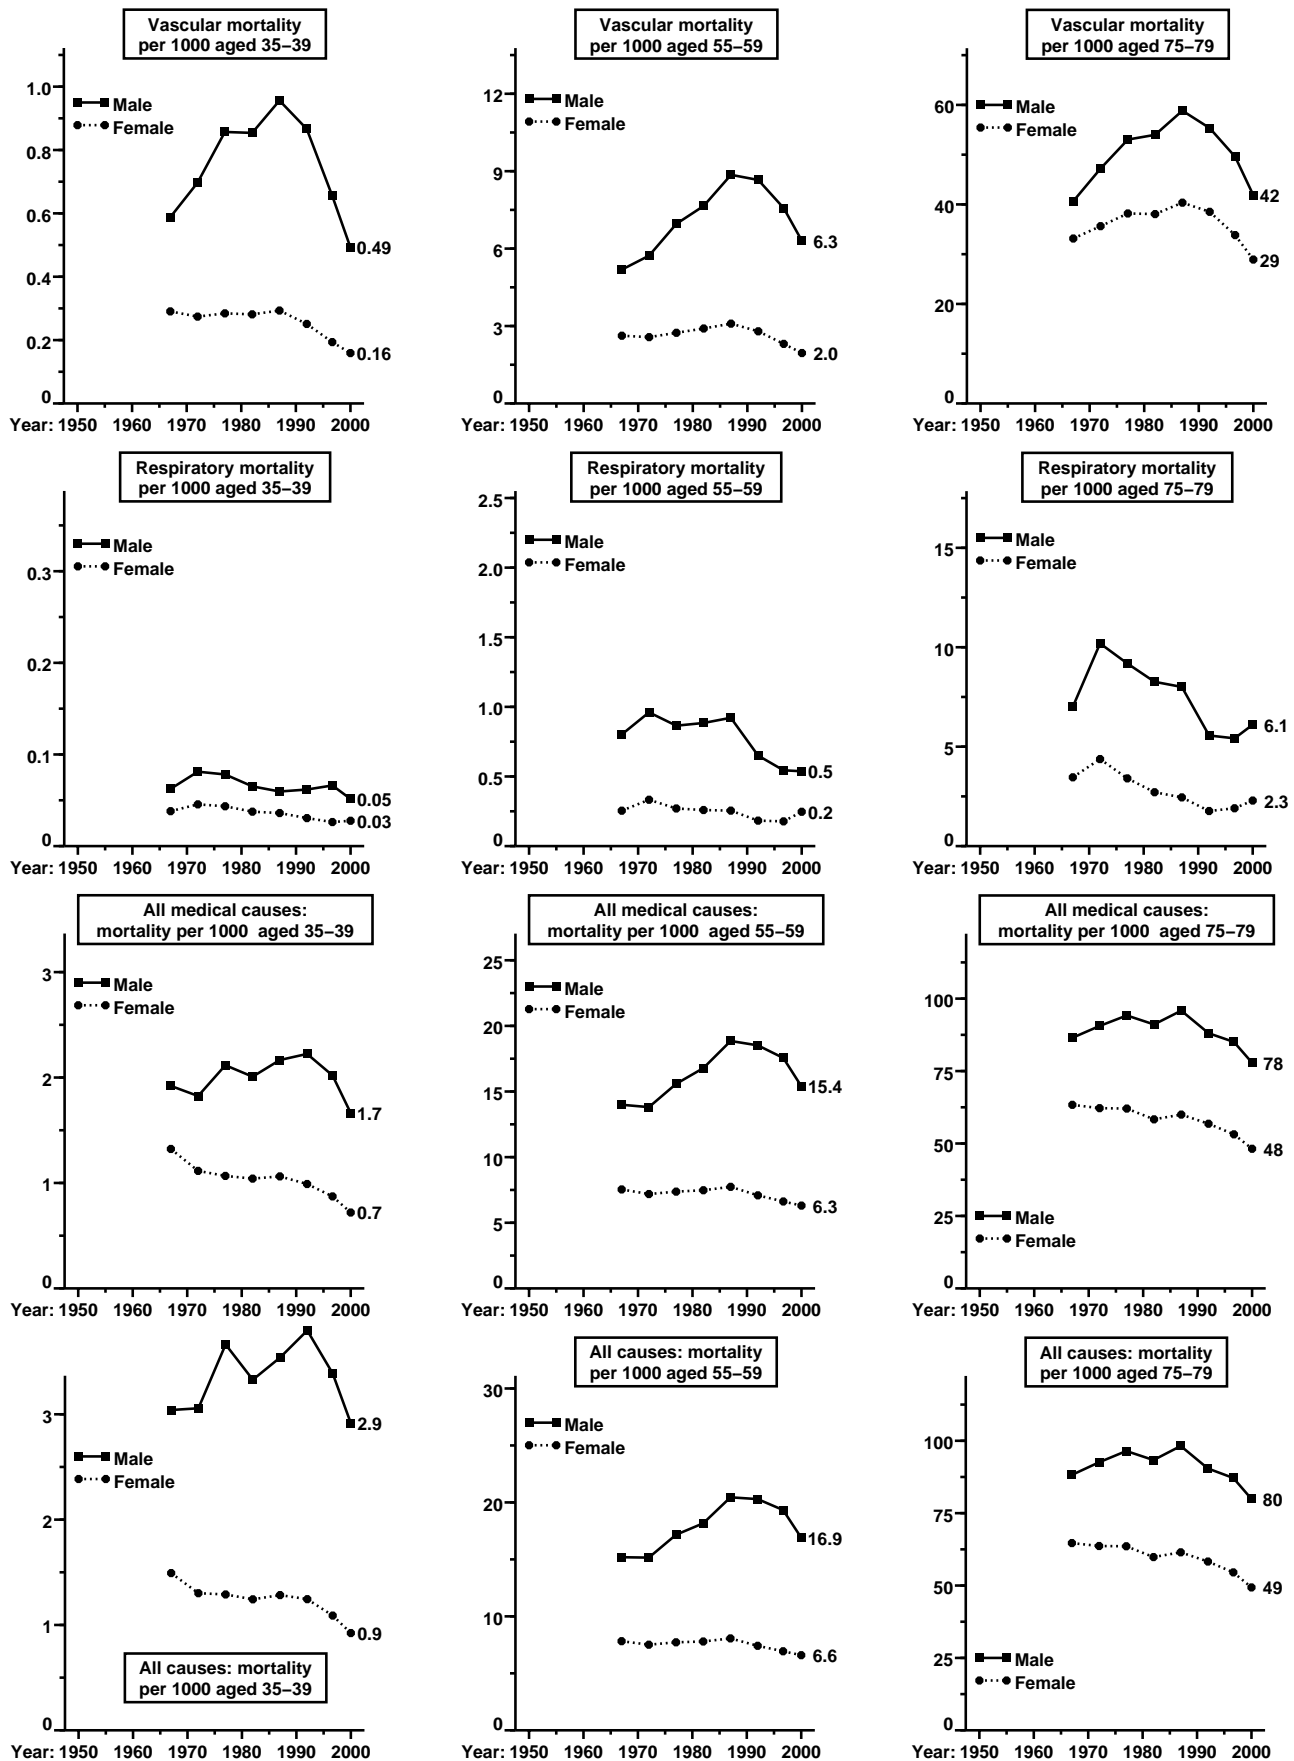 Vascular mortality
per 1000 aged 35–39
1.0
0.8
0.6
0.4
0.2
0
Male
Female
0.49
0.16
Year: 1950 1960 1970 1980 1990 2000
Vascular mortality
per 1000 aged 55–59
12
9
6
3
0
Male
Female
6.3
2.0
Year: 1950 1960 1970 1980 1990 2000
Vascular mortality
per 1000 aged 75–79
60
40
20
0
Male
Female
42
29
Year: 1950 1960 1970 1980 1990 2000
Respiratory mortality
per 1000 aged 35–39
0.3
0.2
0.1
0
Male
Female
0.05
0.03
Year: 1950 1960 1970 1980 1990 2000
Respiratory mortality
per 1000 aged 55–59
2.5
2.0
1.5
1.0
0.5
0
Male
Female
0.5
0.2
Year: 1950 1960 1970 1980 1990 2000
Respiratory mortality
per 1000 aged 75–79
15
10
5
0
Male
Female
6.1
2.3
Year: 1950 1960 1970 1980 1990 2000
All medical causes:
mortality per 1000 aged 35–39
3
2
1
0
Male
Female
1.7
0.7
Year: 1950 1960 1970 1980 1990 2000
All medical causes:
mortality per 1000 aged 55–59
25
20
15
10
5
0
Male
Female
15.4
6.3
Year: 1950 1960 1970 1980 1990 2000
All medical causes:
mortality per 1000 aged 75–79
100
75
50
25
0
78
48
Male
Female
Year: 1950 1960 1970 1980 1990 2000
3
2
1
0
2.9
Male
Female
0.9
All causes: mortality
per 1000 aged 35–39
Year: 1950 1960 1970 1980 1990 2000
All causes: mortality
per 1000 aged 55–59
30
20
10
0
Male
Female
16.9
6.6
Year: 1950 1960 1970 1980 1990 2000
All causes: mortality
per 1000 aged 75–79
100
75
50
25
0
80
49
Male
Female
Year: 1950 1960 1970 1980 1990 2000